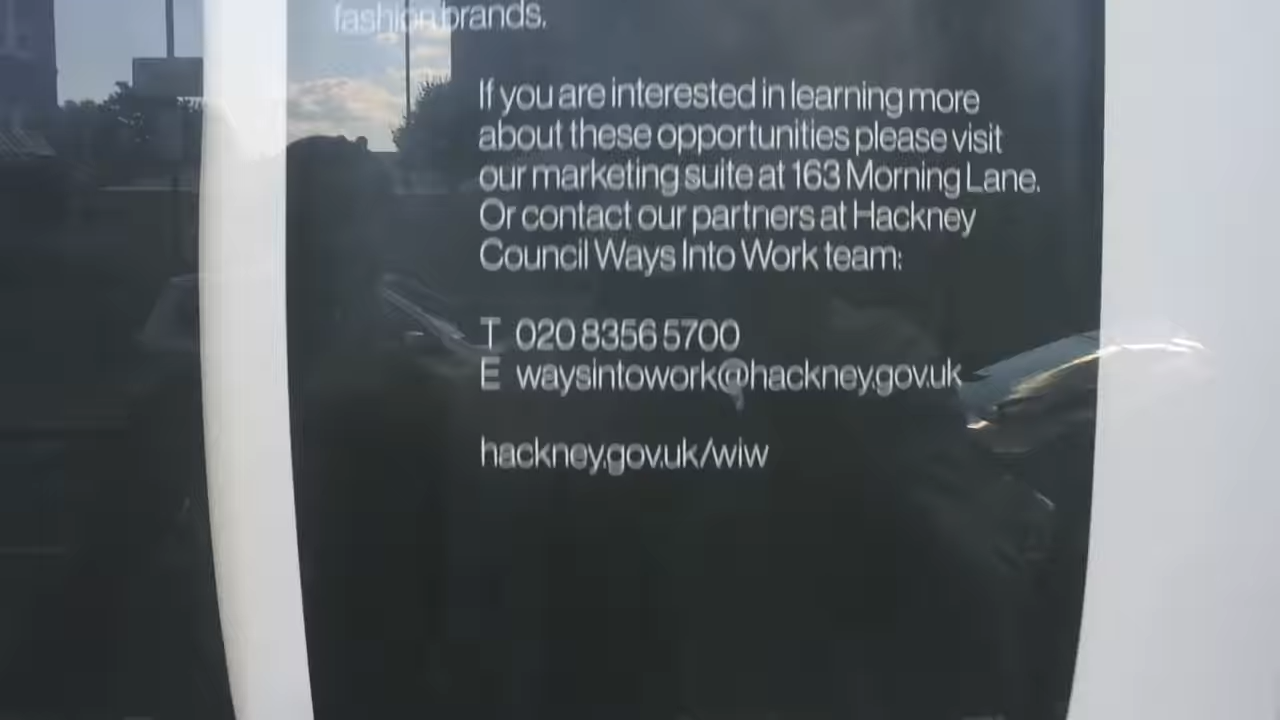 fashion brands.
If you are interested in learning more
about these opportunities please visit
our marketing suite at 163 Morning Lane.
Or contact our partners at Hackney
Council Ways Into Work team:
T 020 8356 5700
E waysintowork@hackney.gov.uk
hackney.gov.uk/wiw